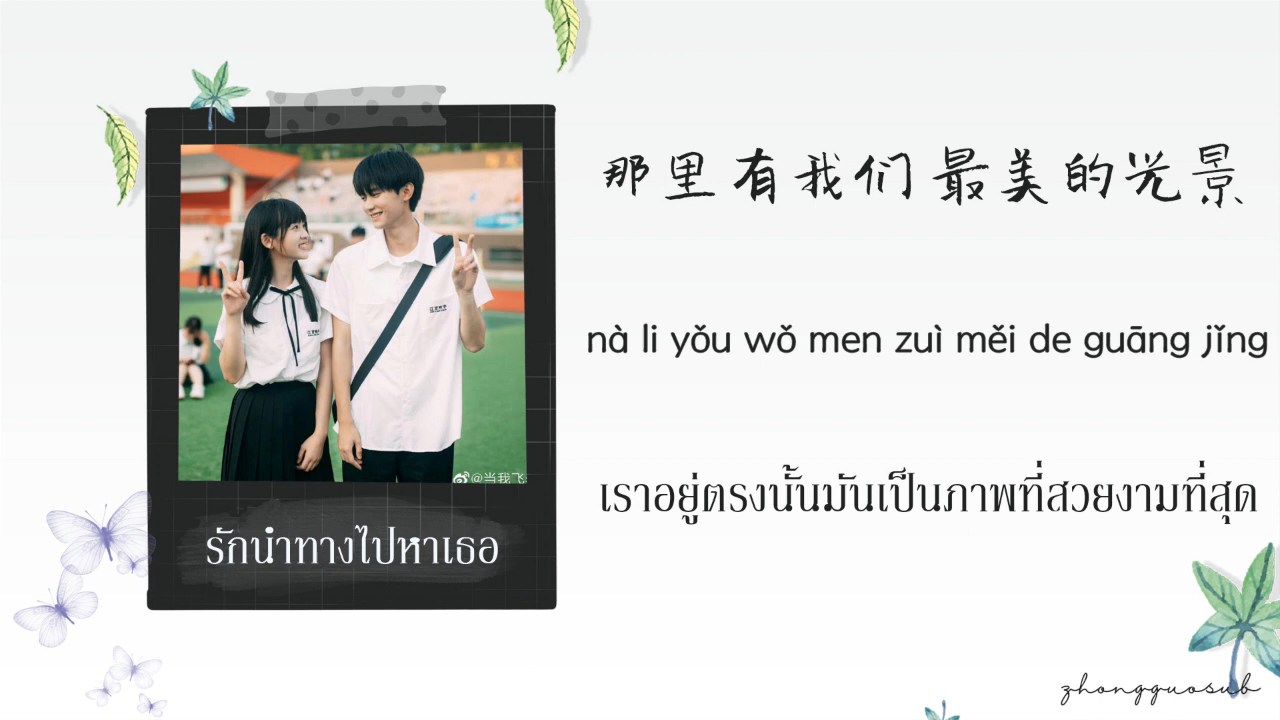 那里有我们最美的光景
nà li yǒu wǒ men zuì měi de guāng jǐng
เราอยู่ตรงนั้นมันเป็นภาพที่สวยงามที่สุด
@当我飞
รักนำทางไปหาเธอ
zhongguosub